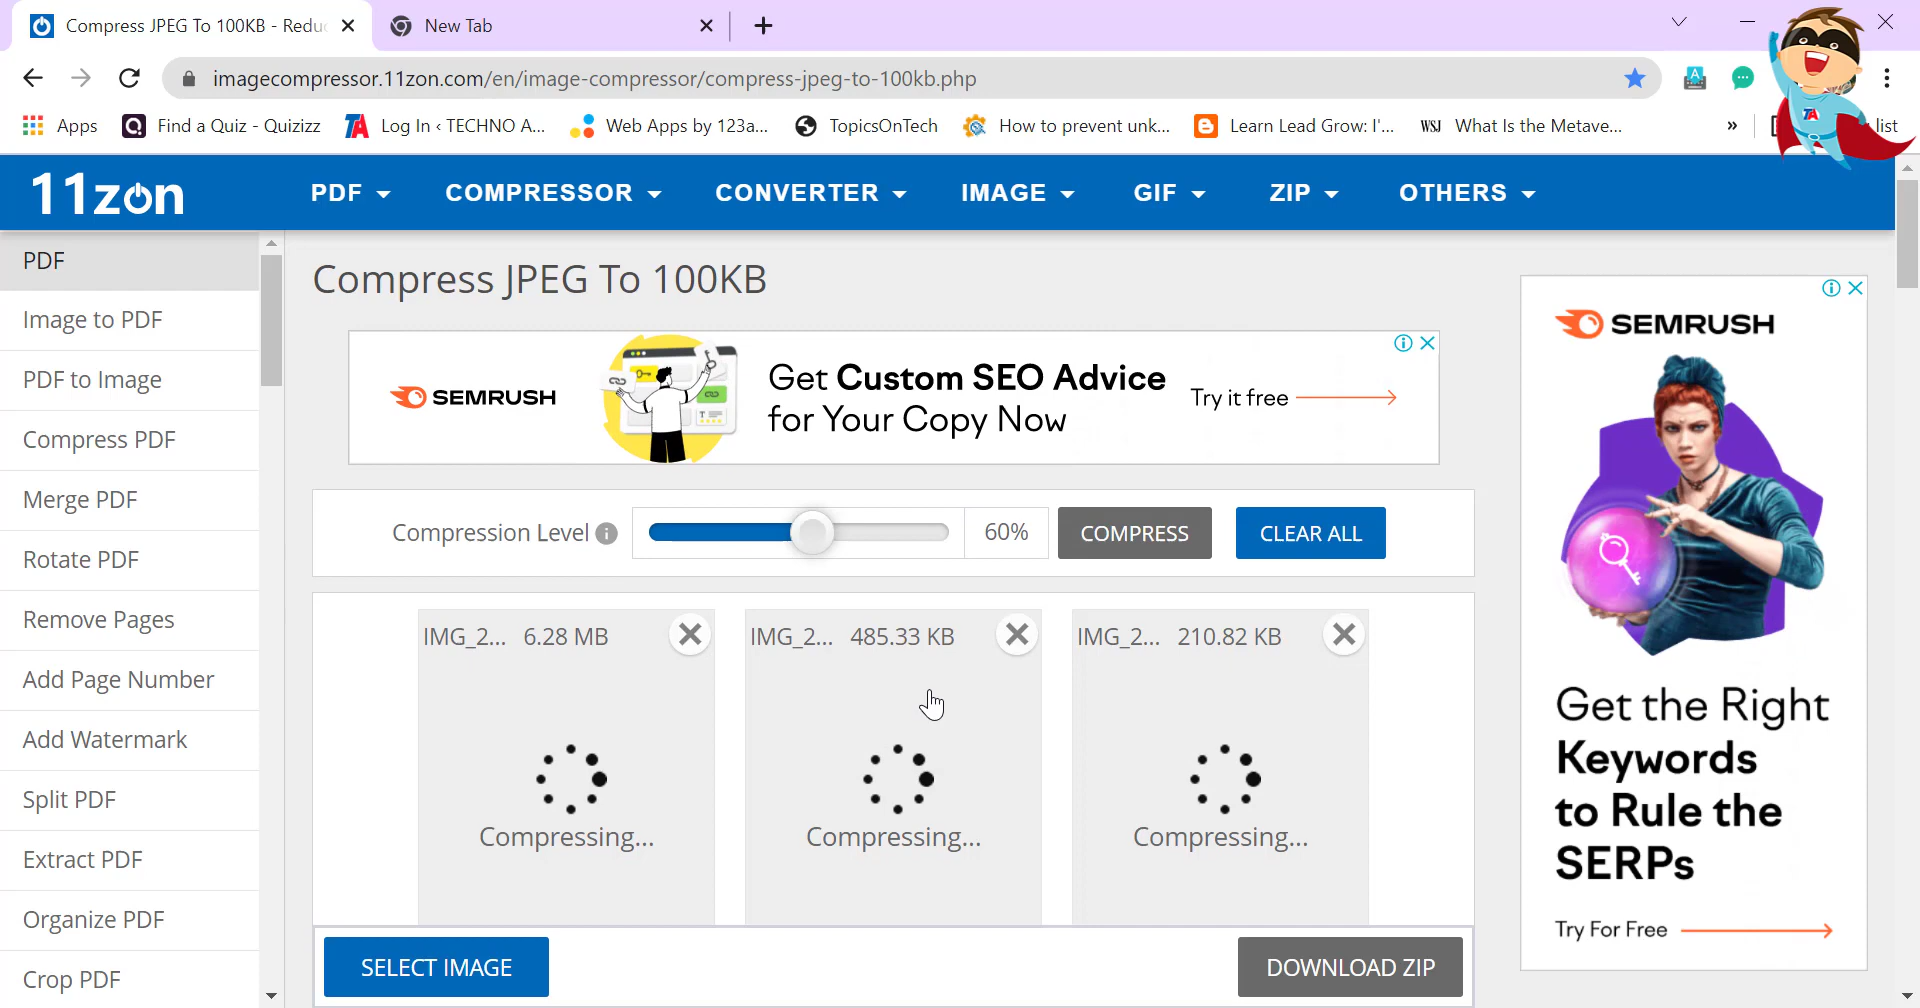 Compress JPEG To 100KB - Redu
New Tab
imagecompressor.11zon.com/en/image-compressor/compress-jpeg-to-100kb.php
Apps
Find a Quiz - Quizizz
TA
Log In ‹ TECHNO A...
Web Apps by 123a...
TopicsOnTech
How to prevent unk...
Learn Lead Grow: I'...
WSJ
What Is the Metave...
»
list
TA
11zon
PDF
COMPRESSOR
CONVERTER
IMAGE
GIF
ZIP
OTHERS
PDF
Image to PDF
PDF to Image
Compress PDF
Merge PDF
Rotate PDF
Remove Pages
Add Page Number
Add Watermark
Split PDF
Extract PDF
Organize PDF
Crop PDF
Compress JPEG To 100KB
SEMRUSH
Get Custom SEO Advice
for Your Copy Now
Try it free
Compression Level
60%
COMPRESS
CLEAR ALL
IMG_2... 6.28 MB
IMG_2... 485.33 KB
IMG_2... 210.82 KB
Compressing...
Compressing...
Compressing...
SELECT IMAGE
DOWNLOAD ZIP
SEMRUSH
Get the Right
Keywords
to Rule the
SERPs
Try For Free